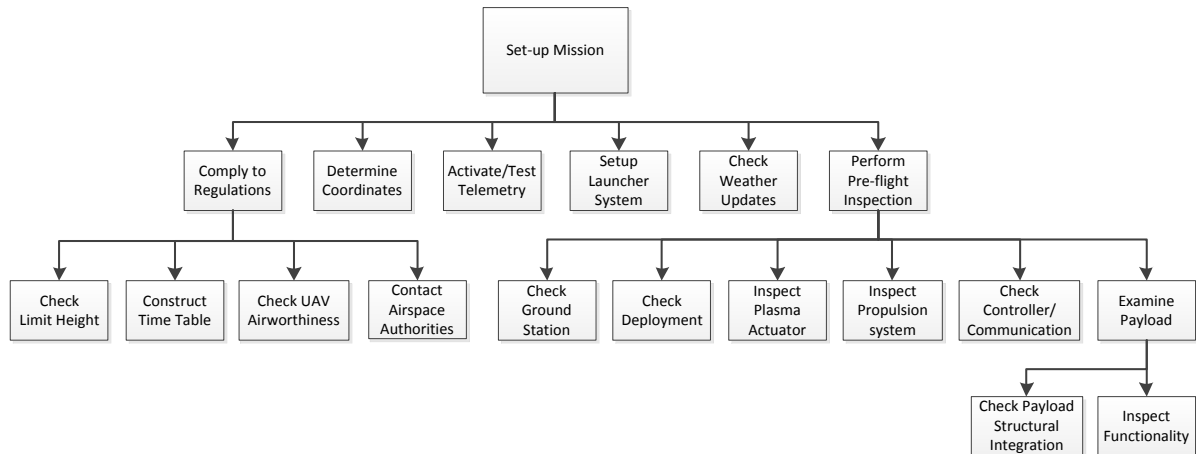 Set-up Mission
Comply to
Regulations
Determine
Coordinates
Activate/Test
Telemetry
Setup
Launcher
System
Check
Weather
Updates
Perform
Pre-flight
Inspection
Check
Limit Height
Construct
Time Table
Check UAV
Airworthiness
Contact
Airspace
Authorities
Check
Ground
Station
Check
Deployment
Inspect
Plasma
Actuator
Inspect
Propulsion
system
Check
Controller/
Communication
Examine
Payload
Check Payload
Structural
Integration
Inspect
Functionality